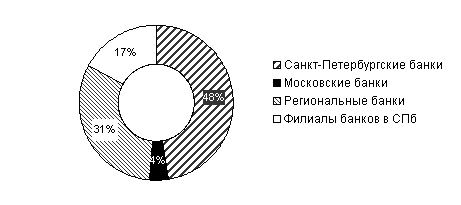 17%
48%
31%
4%
Санкт-Петербургские банки
Московские банки
Региональные банки
Филиалы банков в СПб